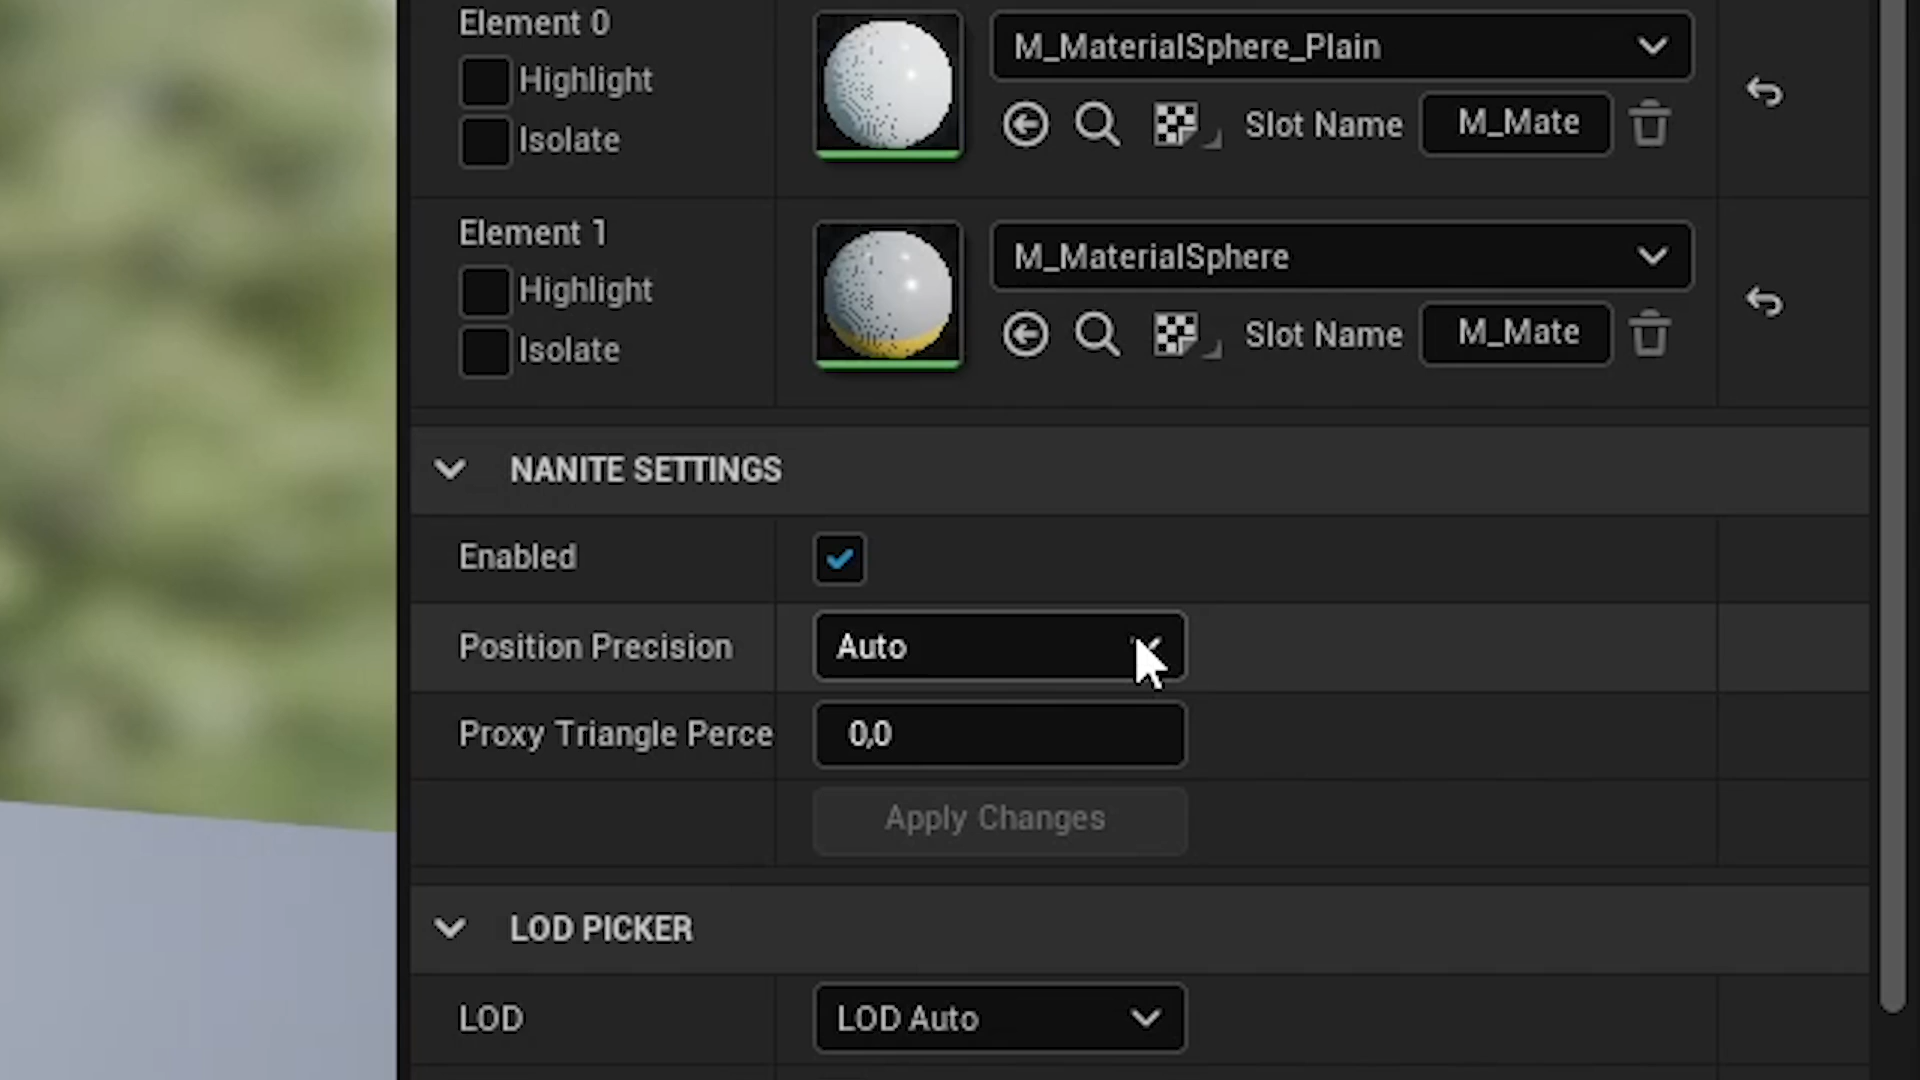 Element 0
Highlight
Isolate
M_MaterialSphere_Plain
Slot Name
M_Mate
Element 1
Highlight
Isolate
M_MaterialSphere
Slot Name
M_Mate
NANITE SETTINGS
Enabled
Position Precision
Auto
Proxy Triangle Perce
0,0
Apply Changes
LOD PICKER
LOD
LOD Auto